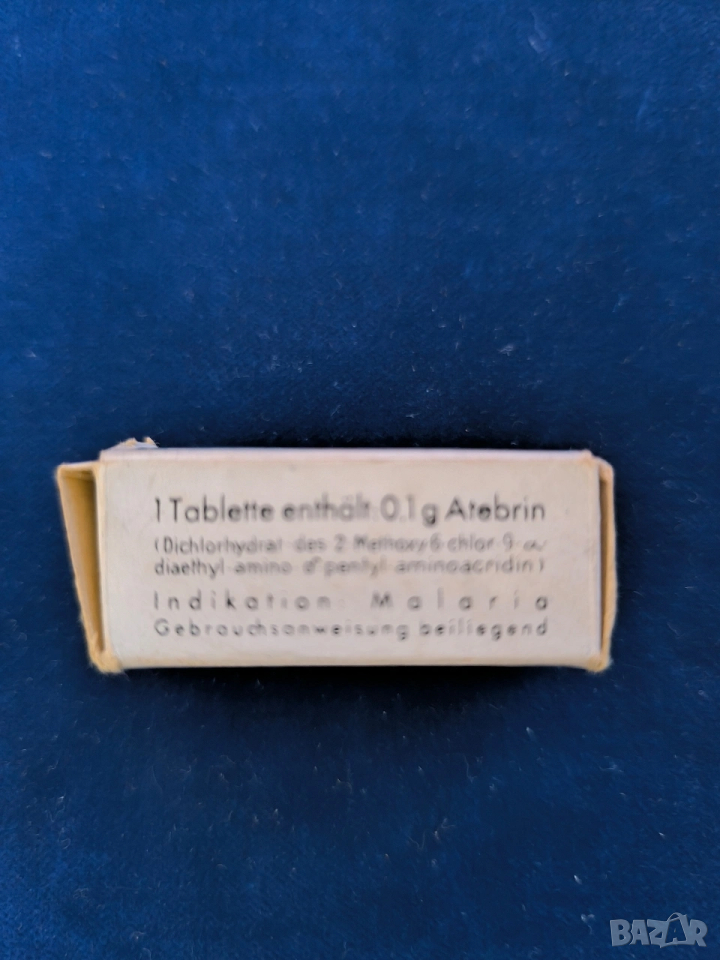 1 Tablette enthält: 0,1 g Atebrin
(Dichlorhydrat des 2 Methoxy 6 chlor 9 α
diaethyl amino δ pentyl aminoacridin)
Indikation: Malaria
Gebrauchsanweisung beiliegend
BAZAR